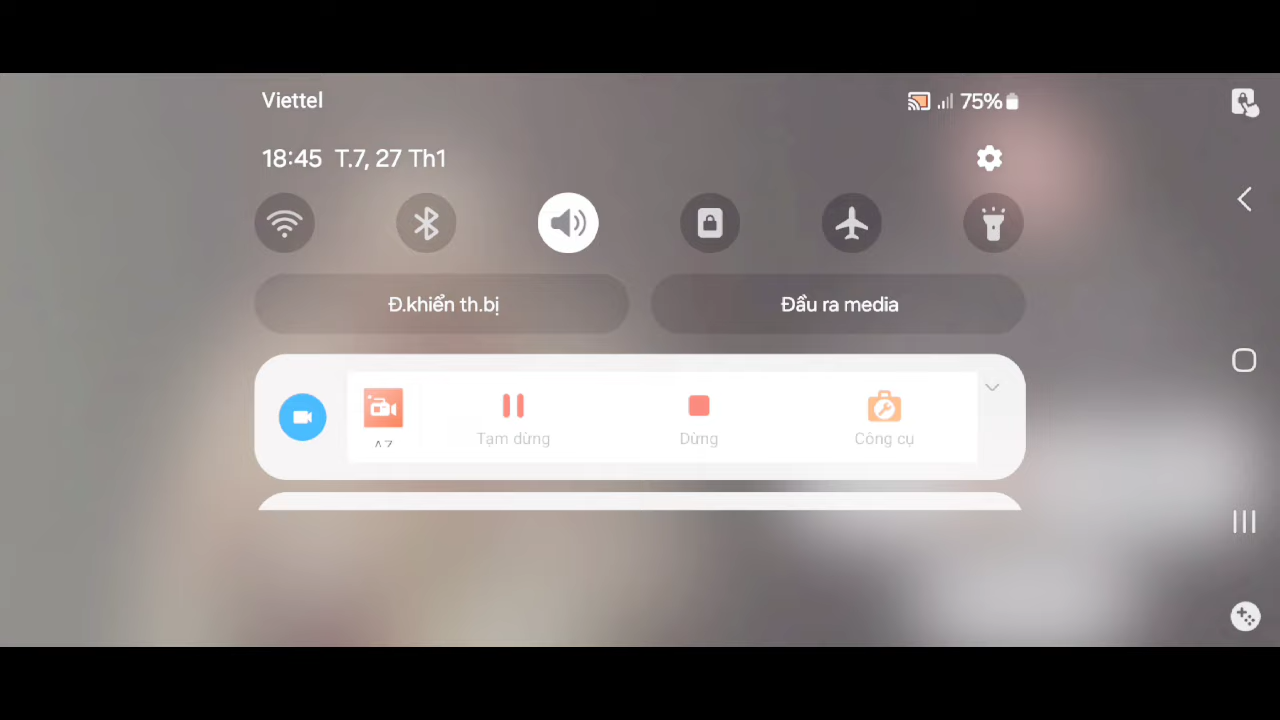 Viettel
75%
18:45 T.7, 27 Th1
Đ.khiển th.bị
Đầu ra media
Tạm dừng
Dừng
Công cụ